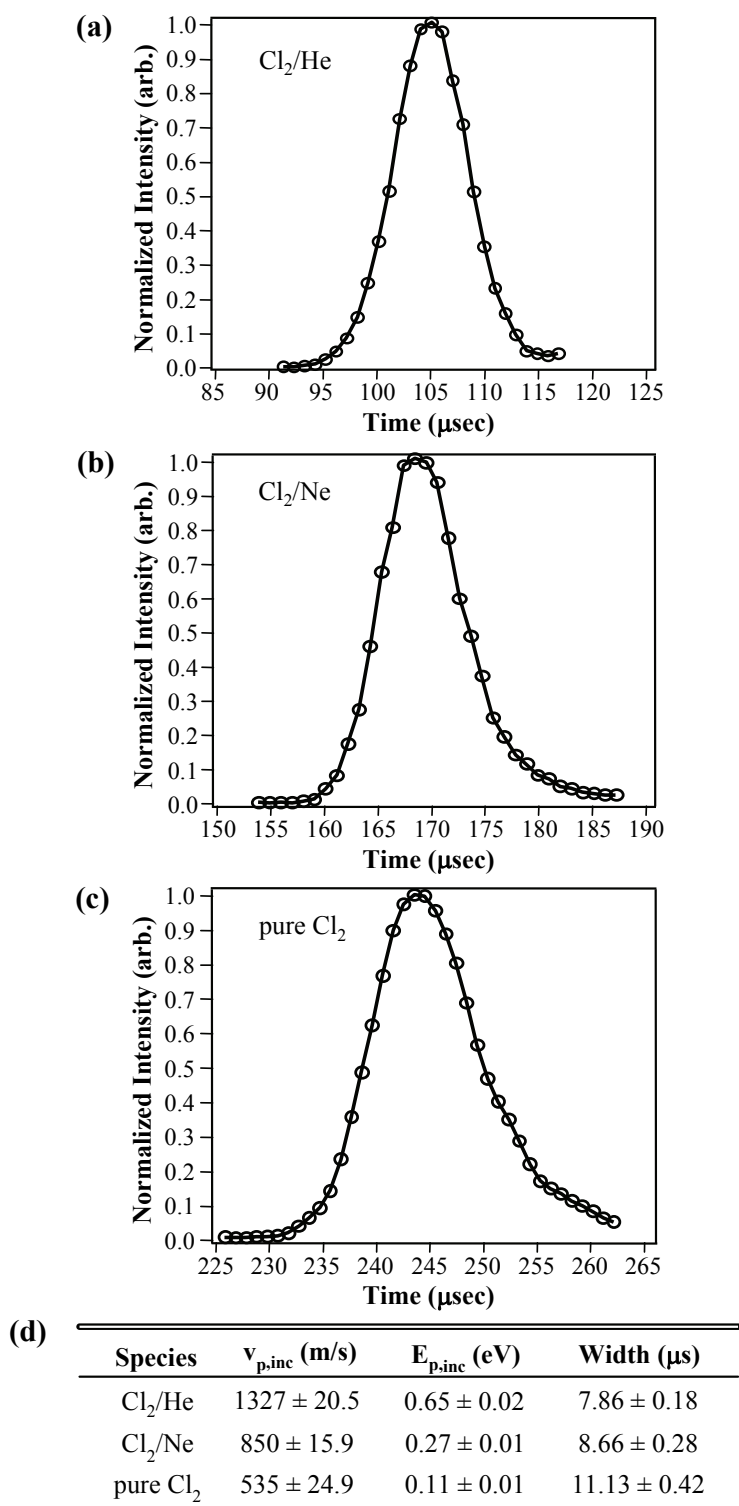 (a)
Cl₂/He
Normalized Intensity (arb.)
1.0
0.9
0.8
0.7
0.6
0.5
0.4
0.3
0.2
0.1
0.0
85 90 95 100 105 110 115 120 125
Time (μsec)
(b)
Cl₂/Ne
Normalized Intensity (arb.)
1.0
0.9
0.8
0.7
0.6
0.5
0.4
0.3
0.2
0.1
0.0
150 155 160 165 170 175 180 185 190
Time (μsec)
(c)
pure Cl₂
Normalized Intensity (arb.)
1.0
0.9
0.8
0.7
0.6
0.5
0.4
0.3
0.2
0.1
0.0
225 230 235 240 245 250 255 260 265
Time (μsec)
(d)
Species v_p,inc (m/s) E_p,inc (eV) Width (μs)
Cl₂/He 1327 ± 20.5 0.65 ± 0.02 7.86 ± 0.18
Cl₂/Ne 850 ± 15.9 0.27 ± 0.01 8.66 ± 0.28
pure Cl₂ 535 ± 24.9 0.11 ± 0.01 11.13 ± 0.42